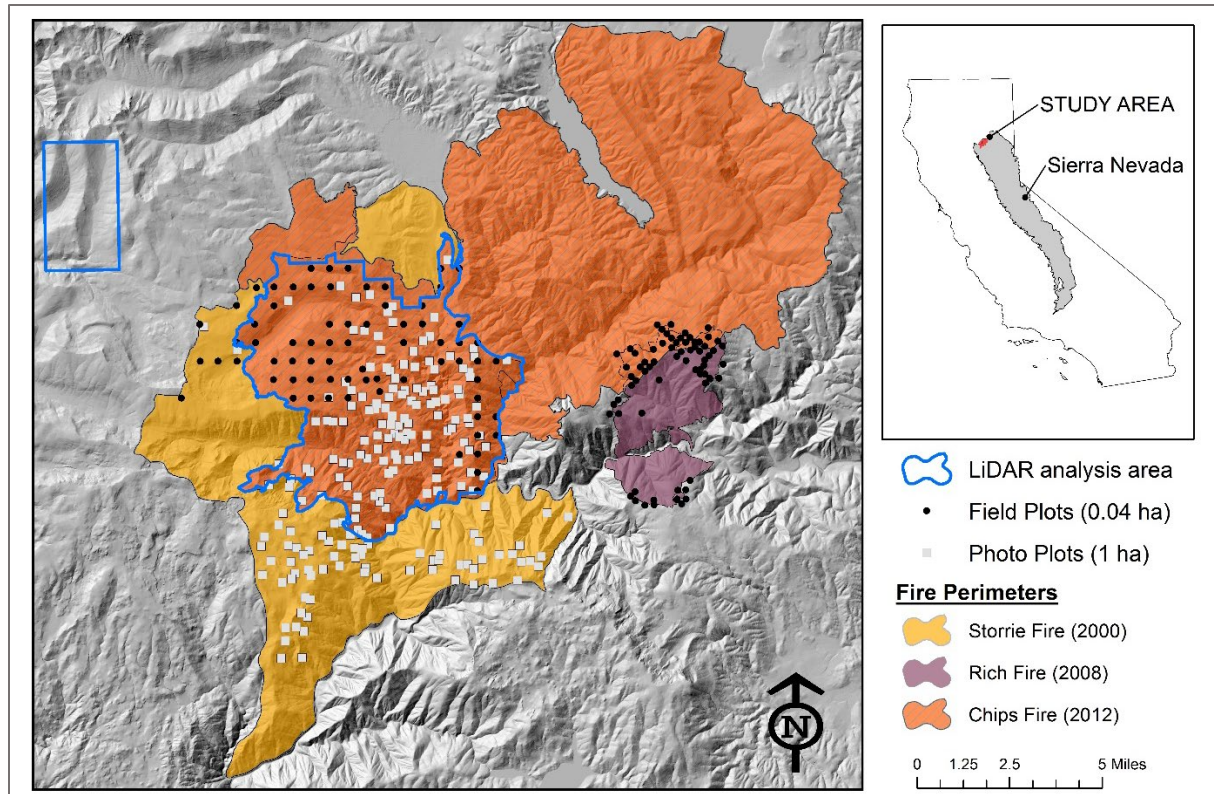 STUDY AREA
Sierra Nevada
LiDAR analysis area
Field Plots (0.04 ha)
Photo Plots (1 ha)
Fire Perimeters
Storrie Fire (2000)
Rich Fire (2008)
Chips Fire (2012)
0 1.25 2.5 5 Miles
N